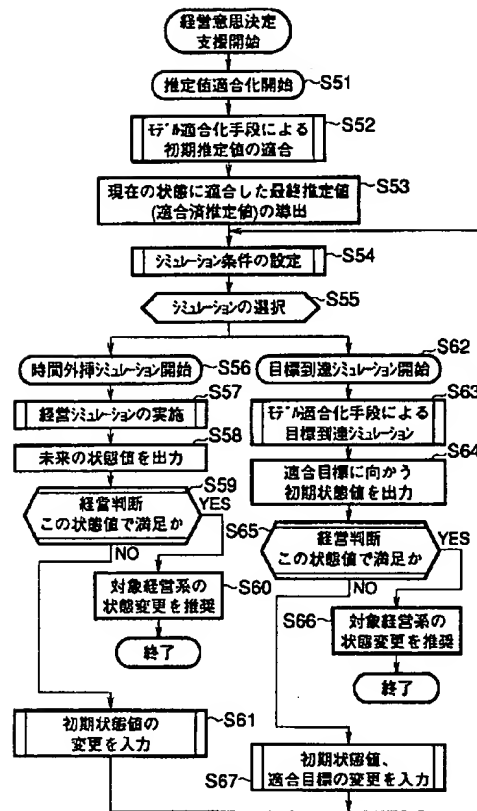 経営意思決定
支援開始
推定値適合化開始
S51
モデル適合化手段による
初期推定値の適合
S52
現在の状態に適合した最終推定値
(適合済推定値)の導出
S53
シミュレーション条件の設定
S54
シミュレーションの選択
S55
時間外挿シミュレーション開始
S56
経営シミュレーションの実施
S57
未来の状態値を出力
S58
経営判断
この状態値で満足か
S59
YES
NO
対象経営系の
状態変更を推奨
S60
終了
初期状態値の
変更を入力
S61
目標到達シミュレーション開始
S62
モデル適合化手段による
目標到達シミュレーション
S63
適合目標に向かう
初期状態値を出力
S64
経営判断
この状態値で満足か
S65
YES
NO
対象経営系の
状態変更を推奨
S66
終了
初期状態値、
適合目標の変更を入力
S67